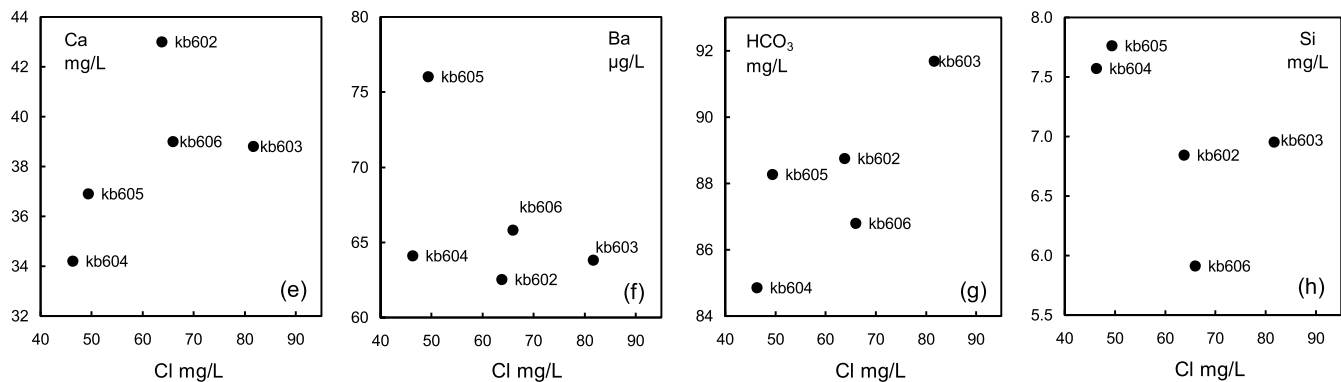 44
42
40
38
36
34
32
Ca
mg/L
kb602
kb606
kb603
kb605
kb604
(e)
40 50 60 70 80 90
Cl mg/L
80
75
70
65
60
Ba
µg/L
kb605
kb606
kb603
kb604
kb602
(f)
40 50 60 70 80 90
Cl mg/L
92
90
88
86
84
HCO₃
mg/L
kb603
kb602
kb605
kb606
kb604
(g)
40 50 60 70 80 90
Cl mg/L
8.0
7.5
7.0
6.5
6.0
5.5
Si
mg/L
kb605
kb604
kb603
kb602
kb606
(h)
40 50 60 70 80 90
Cl mg/L